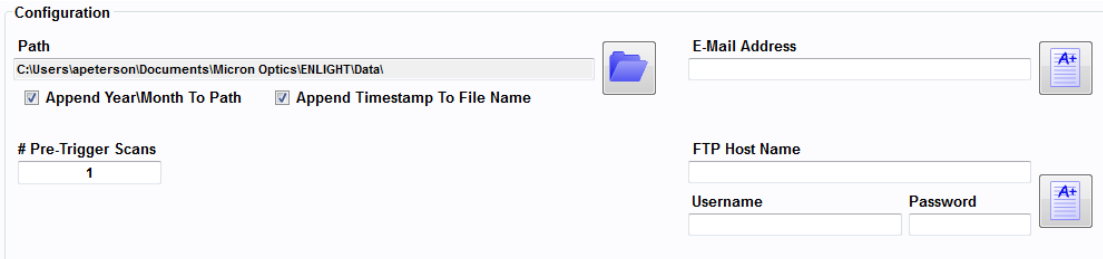 Configuration
Path
C:\Users\apeterson\Documents\Micron Optics\ENLIGHT\Data\
Append Year\Month To Path
Append Timestamp To File Name
# Pre-Trigger Scans
1
E-Mail Address
A+
FTP Host Name
Username
Password
A+